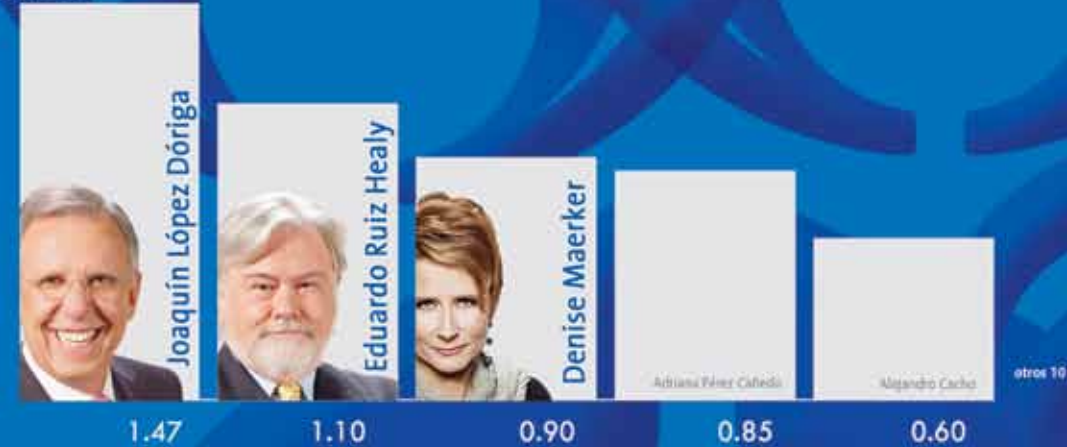 Joaquín López Dóriga
Eduardo Ruiz Healy
Denise Maerker
Adriana Pérez Cañedo
Alejandro Cacho
otros 10
1.47
1.10
0.90
0.85
0.60